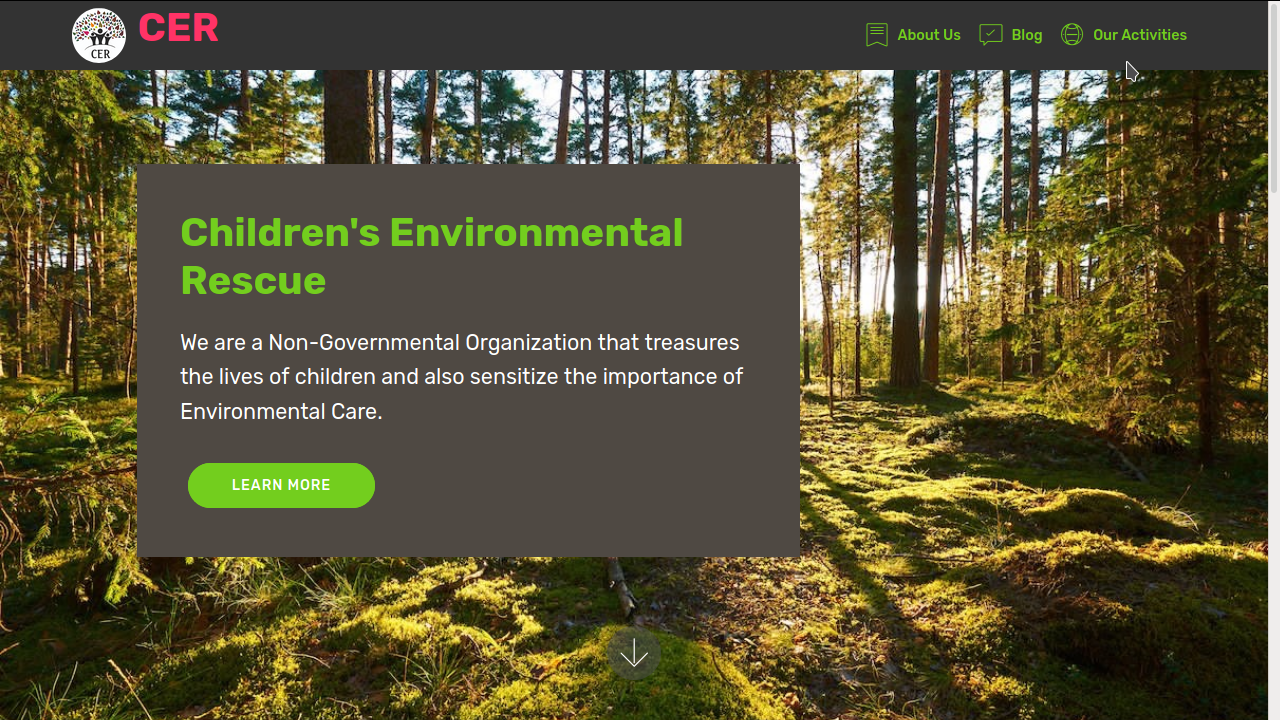 CER
CER
About Us
Blog
Our Activities
Children's Environmental
Rescue
We are a Non-Governmental Organization that treasures
the lives of children and also sensitize the importance of
Environmental Care.
LEARN MORE